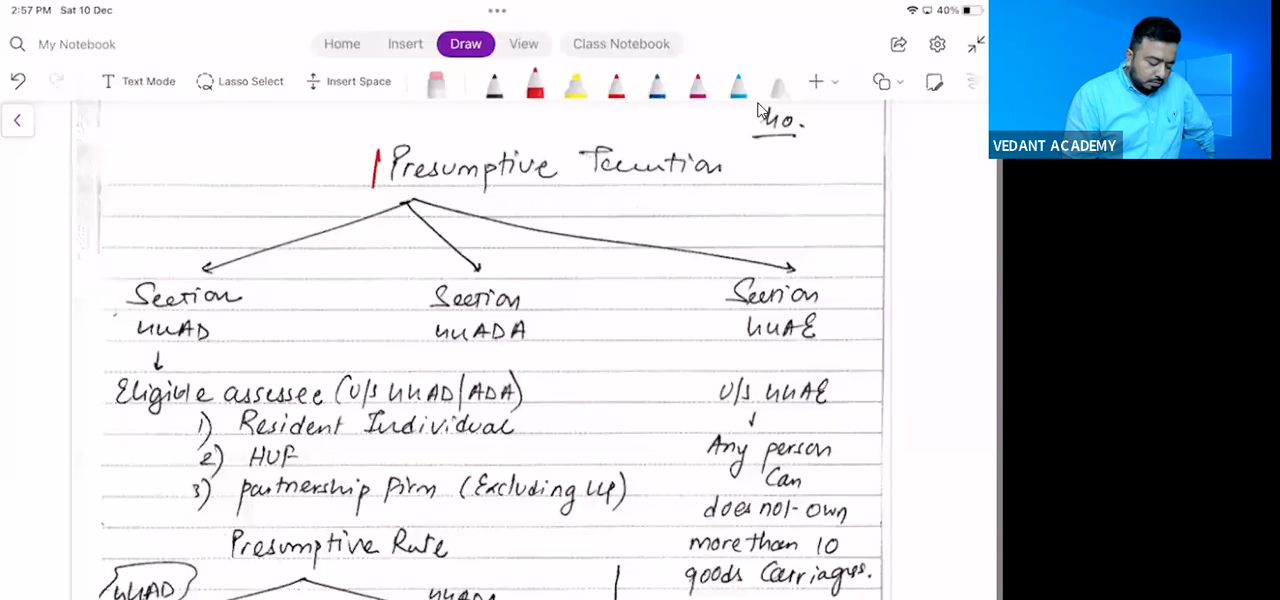 2:57 PM Sat 10 Dec
40%
My Notebook
Home Insert Draw View Class Notebook
Text Mode Lasso Select Insert Space
VEDANT ACADEMY
no.
Presumptive Taxation
Section Section Section
44AD 44ADA 44AE
Eligible assessee (U/s 44AD/ADA) U/s 44AE
1) Resident Individual
Any person
2) HUF
Can
3) partnership firm (Excluding LLP)
does not own
Presumptive Rate more than 10
goods Carriages.
44AD 44ADA